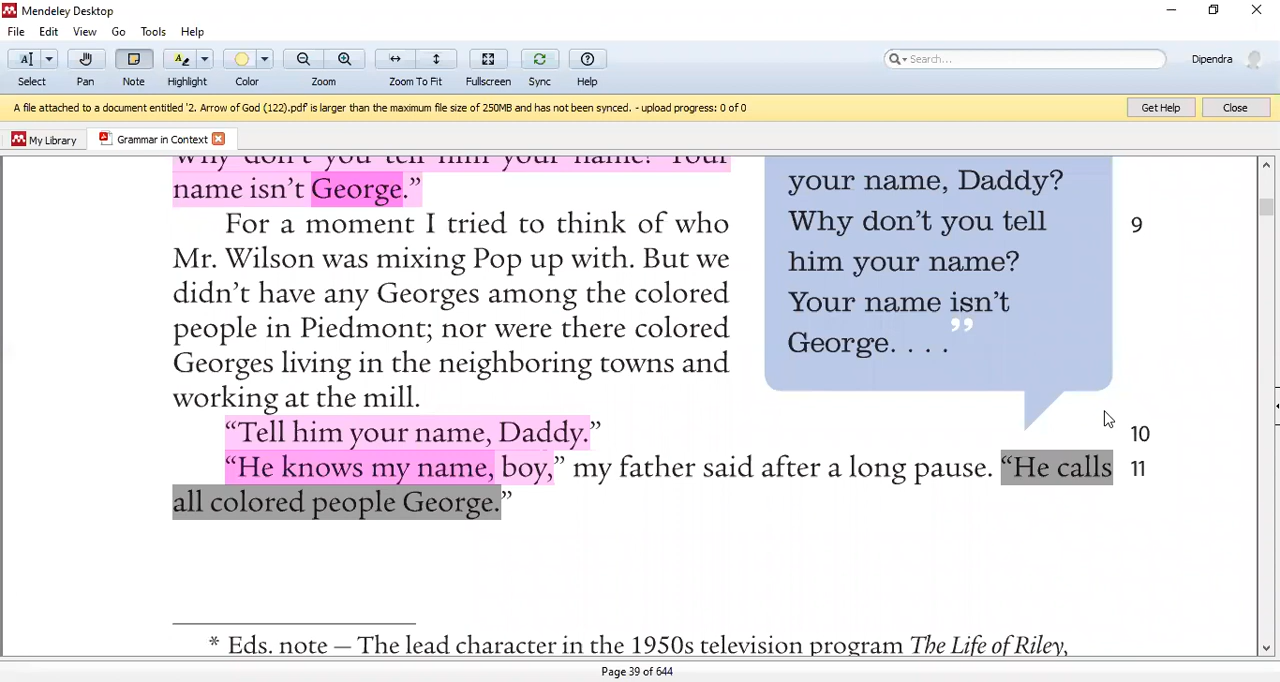 Mendeley Desktop
File Edit View Go Tools Help
Search... Dipendra
Select Pan Note Highlight Color Zoom Zoom To Fit Fullscreen Sync Help
A file attached to a document entitled '2. Arrow of God (122).pdf' is larger than the maximum file size of 250MB and has not been synced. - upload progress: 0 of 0 Get Help Close
My Library Grammar in Context
Why don't you tell him your name? Your
name isn't George.”
For a moment I tried to think of who
Mr. Wilson was mixing Pop up with. But we
didn't have any Georges among the colored
people in Piedmont; nor were there colored
Georges living in the neighboring towns and
working at the mill.
your name, Daddy?
Why don't you tell
him your name?
Your name isn't
George. . . . ”
9
“Tell him your name, Daddy.” 10
“He knows my name, boy,” my father said after a long pause. “He calls 11
all colored people George.”
* Eds. note — The lead character in the 1950s television program The Life of Riley,
Page 39 of 644